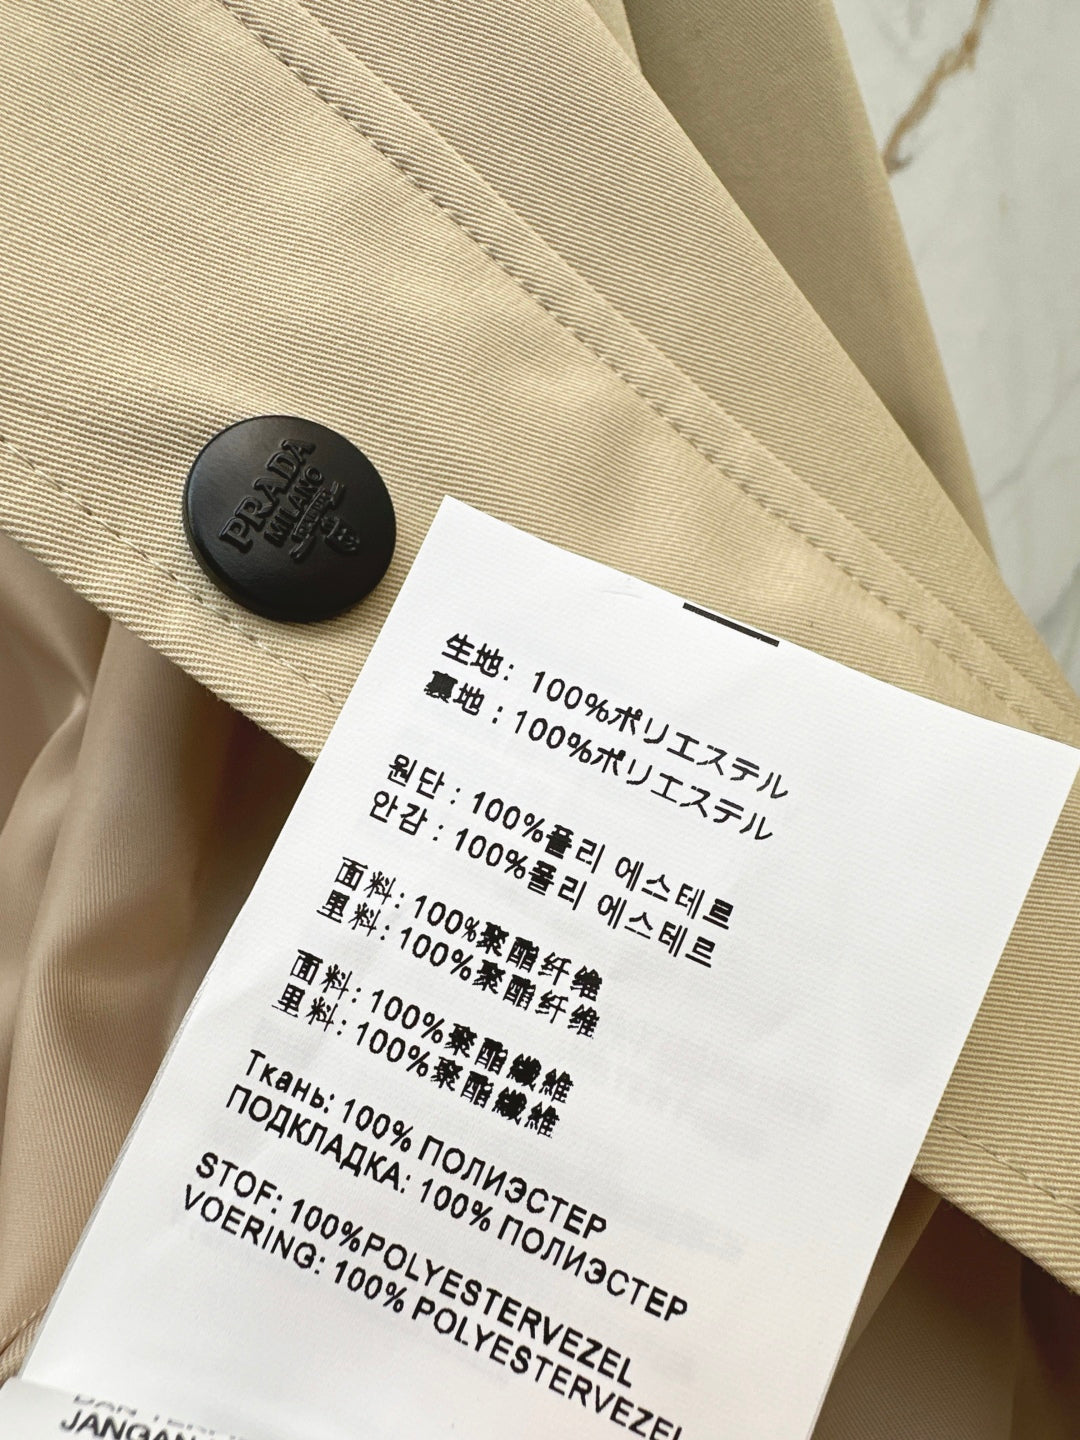 PRADA
MILANO
生地: 100%ポリエステル
裏地: 100%ポリエステル
원단: 100%폴리 에스테르
안감: 100%폴리 에스테르
面料: 100%聚酯纤维
里料: 100%聚酯纤维
面料: 100%聚酯纖維
里料: 100%聚酯纖維
Ткань: 100% ПОЛИЭСТЕР
ПОДКЛАДКА: 100% ПОЛИЭСТЕР
STOF: 100%POLYESTERVEZEL
VOERING: 100% POLYESTERVEZEL
JANGAN